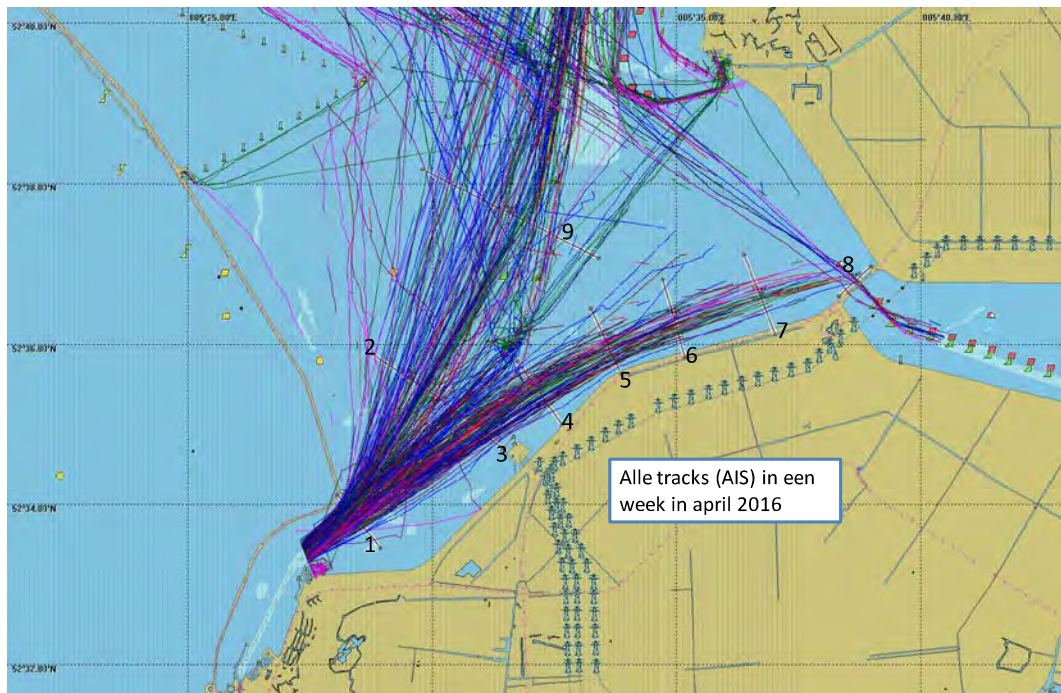 005°25.00'E
005°35.00'E
005°40.00'E
52°40.00'N
52°38.00'N
9
8
7
52°36.00'N
2
6
5
4
3
Alle tracks (AIS) in een
week in april 2016
52°34.00'N
1
52°32.00'N